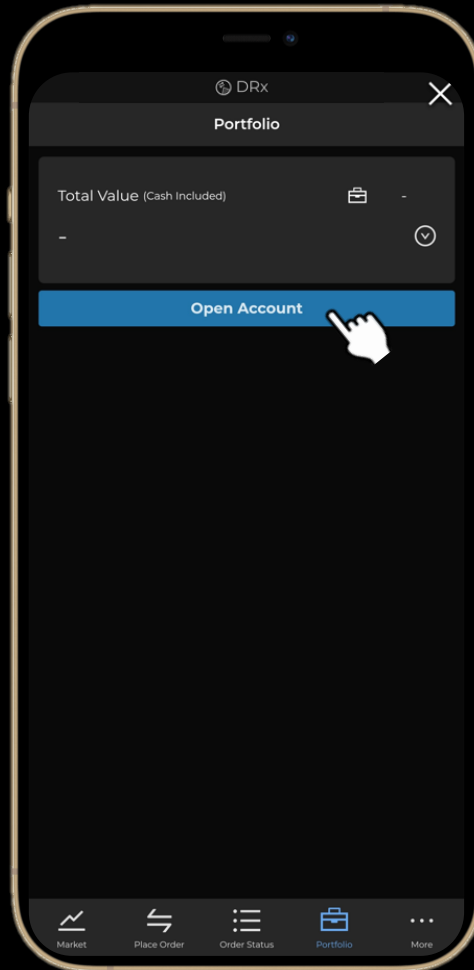 DRx
Portfolio
Total Value (Cash Included) -
-
Open Account
Market Place Order Order Status Portfolio More